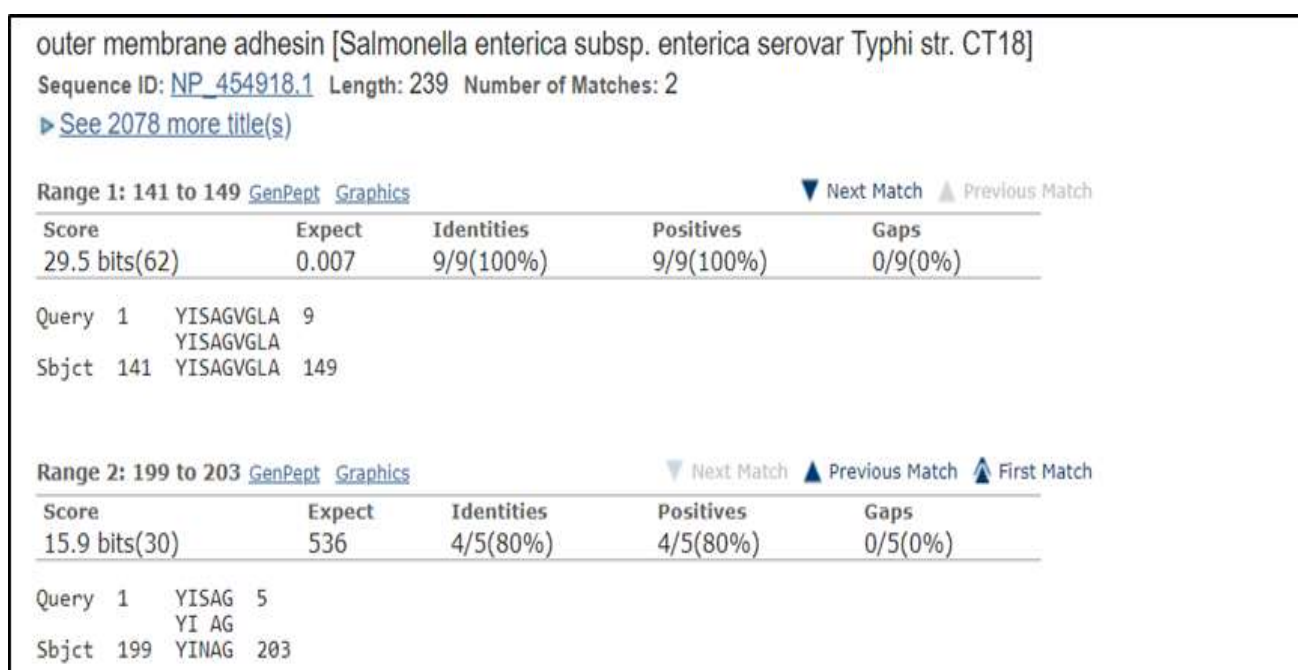 outer membrane adhesin [Salmonella enterica subsp. enterica serovar Typhi str. CT18]
Sequence ID: NP_454918.1 Length: 239 Number of Matches: 2
See 2078 more title(s)
Range 1: 141 to 149 GenPept Graphics Next Match Previous Match
Score Expect Identities Positives Gaps
29.5 bits(62) 0.007 9/9(100%) 9/9(100%) 0/9(0%)
Query 1 YISAGVGLA 9
YISAGVGLA
Sbjct 141 YISAGVGLA 149
Range 2: 199 to 203 GenPept Graphics Next Match Previous Match First Match
Score Expect Identities Positives Gaps
15.9 bits(30) 536 4/5(80%) 4/5(80%) 0/5(0%)
Query 1 YISAG 5
YI AG
Sbjct 199 YINAG 203